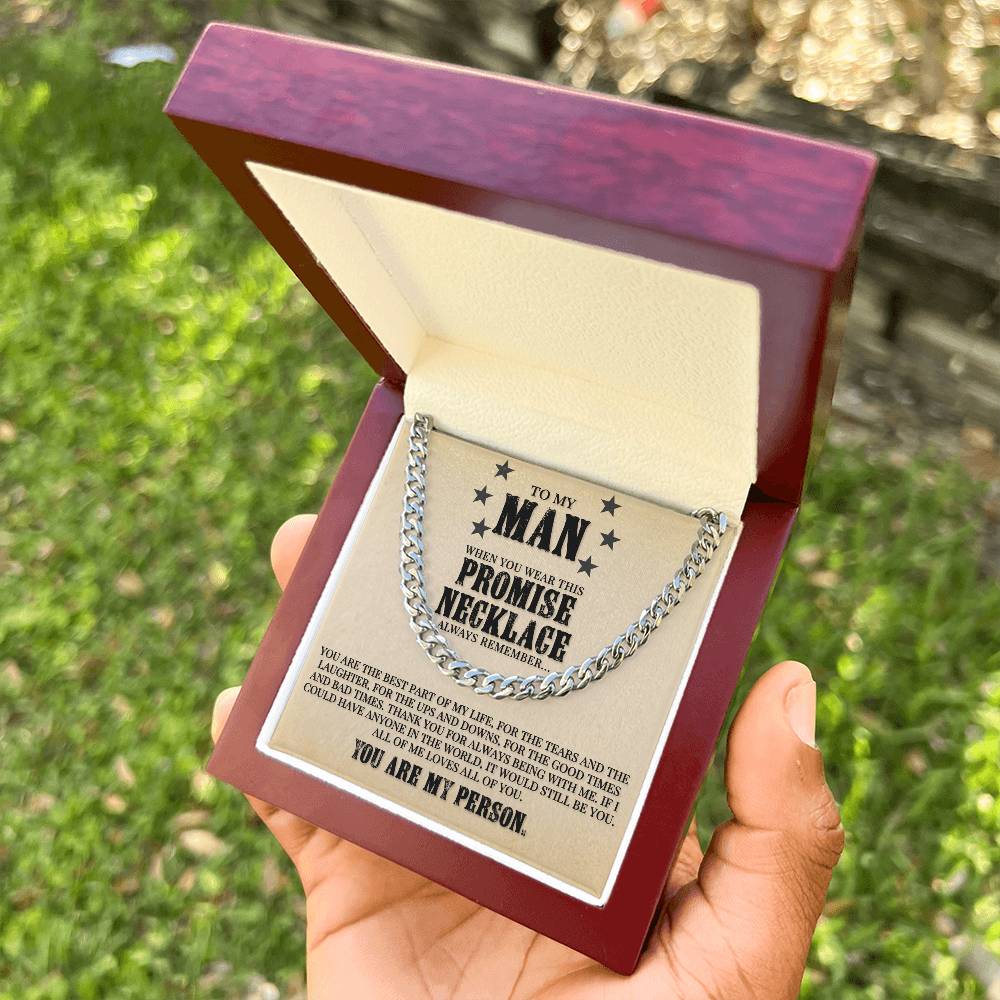 TO MY
MAN
WHEN YOU WEAR THIS
PROMISE
NECKLACE
ALWAYS REMEMBER...
YOU ARE THE BEST PART OF MY LIFE. FOR THE TEARS AND THE
LAUGHTER, FOR THE UPS AND DOWNS, FOR THE GOOD TIMES
AND BAD TIMES. THANK YOU FOR ALWAYS BEING WITH ME. IF I
COULD HAVE ANYONE IN THE WORLD, IT WOULD STILL BE YOU.
ALL OF ME LOVES ALL OF YOU.
YOU ARE MY PERSON.